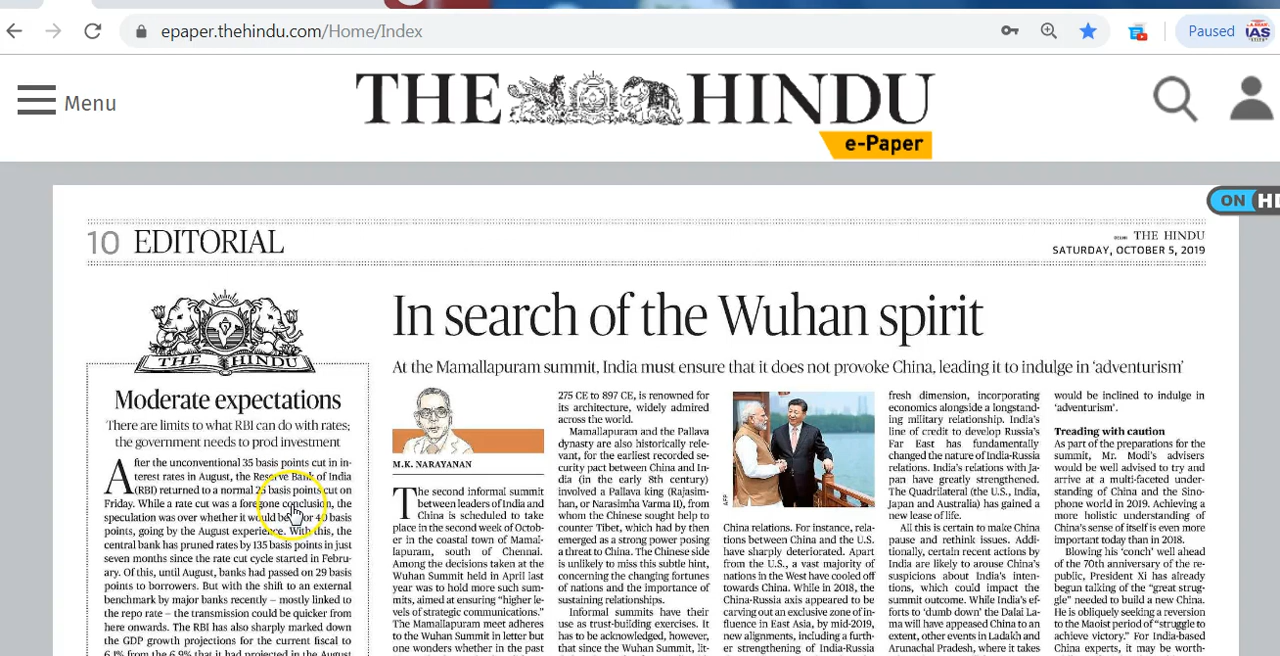 epaper.thehindu.com/Home/Index
Paused
IAS
Menu
THE HINDU
e-Paper
ON HD
10 EDITORIAL
THE HINDU
SATURDAY, OCTOBER 5, 2019
THE HINDU
Moderate expectations
There are limits to what RBI can do with rates;
the government needs to prod investment
After the unconventional 35 basis points cut in in-
terest rates in August, the Reserve Bank of India
(RBI) returned to a normal 25 basis points cut on
Friday. While a rate cut was a foregone conclusion, the
speculation was over whether it would be 25 or 40 basis
points, going by the August experience. With this, the
central bank has pruned rates by 135 basis points in just
seven months since the rate cut cycle started in Febru-
ary. Of this, until August, banks had passed on 29 basis
points to borrowers. But with the shift to an external
benchmark by major banks recently – mostly linked to
the repo rate – the transmission could be quicker from
here onwards. The RBI has also sharply marked down
the GDP growth projections for the current fiscal to
6.1% from the 6.9% that it had projected in the August
In search of the Wuhan spirit
At the Mamallapuram summit, India must ensure that it does not provoke China, leading it to indulge in ‘adventurism’
M.K. NARAYANAN
The second informal summit
between leaders of India and
China is scheduled to take
place in the second week of Octob-
er in the coastal town of Mamal-
lapuram, south of Chennai.
Among the decisions taken at the
Wuhan Summit held in April last
year was to hold more such sum-
mits, aimed at ensuring “higher le-
vels of strategic communications.”
The Mamallapuram meet adheres
to the Wuhan Summit in letter but
one wonders whether in the past
275 CE to 897 CE, is renowned for
its architecture, widely admired
across the world.
Mamallapuram and the Pallava
dynasty are also historically rele-
vant, for the earliest recorded se-
curity pact between China and In-
dia (in the early 8th century)
involved a Pallava king (Rajasim-
han, or Narasimha Varma II), from
whom the Chinese sought help to
counter Tibet, which had by then
emerged as a strong power posing
a threat to China. The Chinese side
is unlikely to miss this subtle hint,
concerning the changing fortunes
of nations and the importance of
sustaining relationships.
Informal summits have their
use as trust-building exercises. It
has to be acknowledged, however,
that since the Wuhan Summit, lit-
AFP
China relations. For instance, rela-
tions between China and the U.S.
have sharply deteriorated. Apart
from the U.S., a vast majority of
nations in the West have cooled off
towards China. While in 2018, the
China-Russia axis appeared to be
carving out an exclusive zone of in-
fluence in East Asia, by mid-2019,
new alignments, including a furth-
er strengthening of India-Russia
fresh dimension, incorporating
economics alongside a longstand-
ing military relationship. India’s
line of credit to develop Russia’s
Far East has fundamentally
changed the nature of India-Russia
relations. India’s relations with Ja-
pan have greatly strengthened.
The Quadrilateral (the U.S., India,
Japan and Australia) has gained a
new lease of life.
All this is certain to make China
pause and rethink issues. Addi-
tionally, certain recent actions by
India are likely to arouse China’s
suspicions about India’s inten-
tions, which could impact the
summit outcome. While India’s ef-
forts to ‘dumb down’ the Dalai La-
ma will have appeased China to an
extent, other events in Ladakh and
Arunachal Pradesh, where it takes
would be inclined to indulge in
‘adventurism’.
Treading with caution
As part of the preparations for the
summit, Mr. Modi’s advisers
would be well advised to try and
arrive at a multi-faceted under-
standing of China and the Sino-
phone world in 2019. Achieving a
more holistic understanding of
China’s sense of itself is even more
important today than in 2018.
Blowing his ‘conch’ well ahead
of the 70th anniversary of the re-
public, President Xi has already
begun talking of the “great strug-
gle” needed to build a new China.
He is obliquely seeking a reversion
to the Maoist period of “struggle to
achieve victory.” For India-based
China experts, it may be worth-